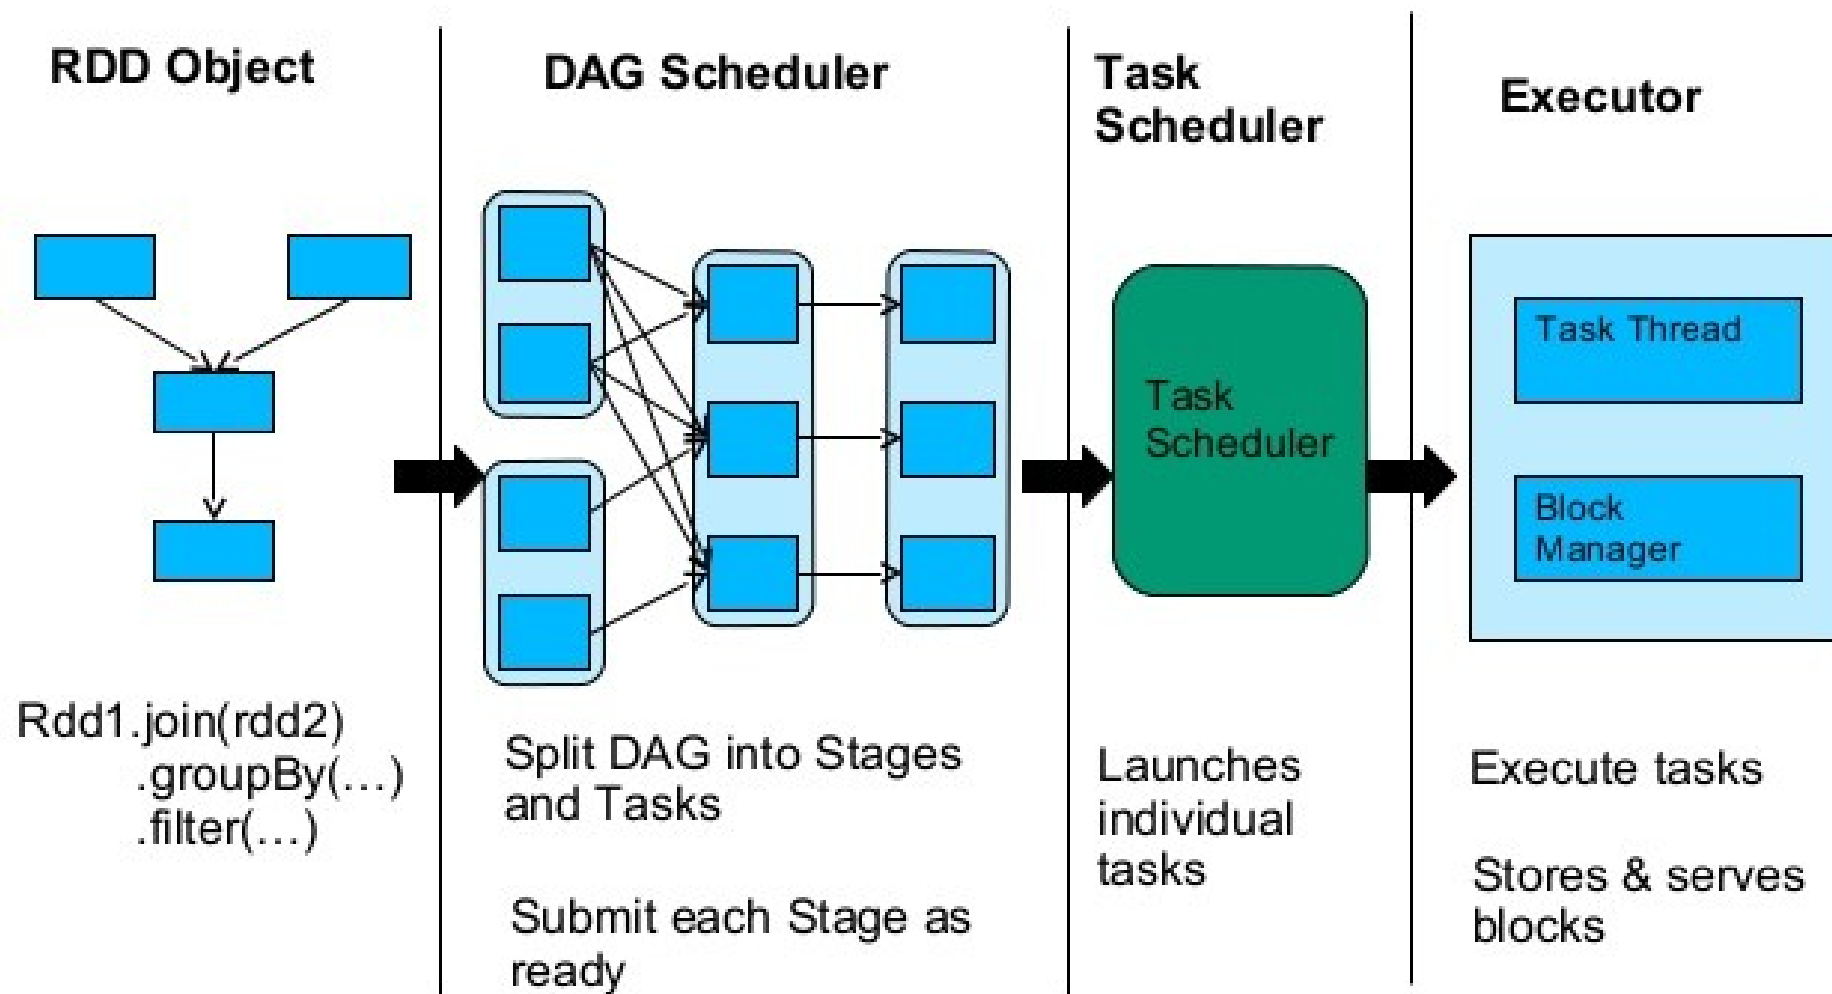 RDD Object
Rdd1.join(rdd2)
.groupBy(...)
.filter(...)
DAG Scheduler
Split DAG into Stages
and Tasks
Submit each Stage as
ready
Task
Scheduler
Task
Scheduler
Launches
individual
tasks
Executor
Task Thread
Block
Manager
Execute tasks
Stores & serves
blocks